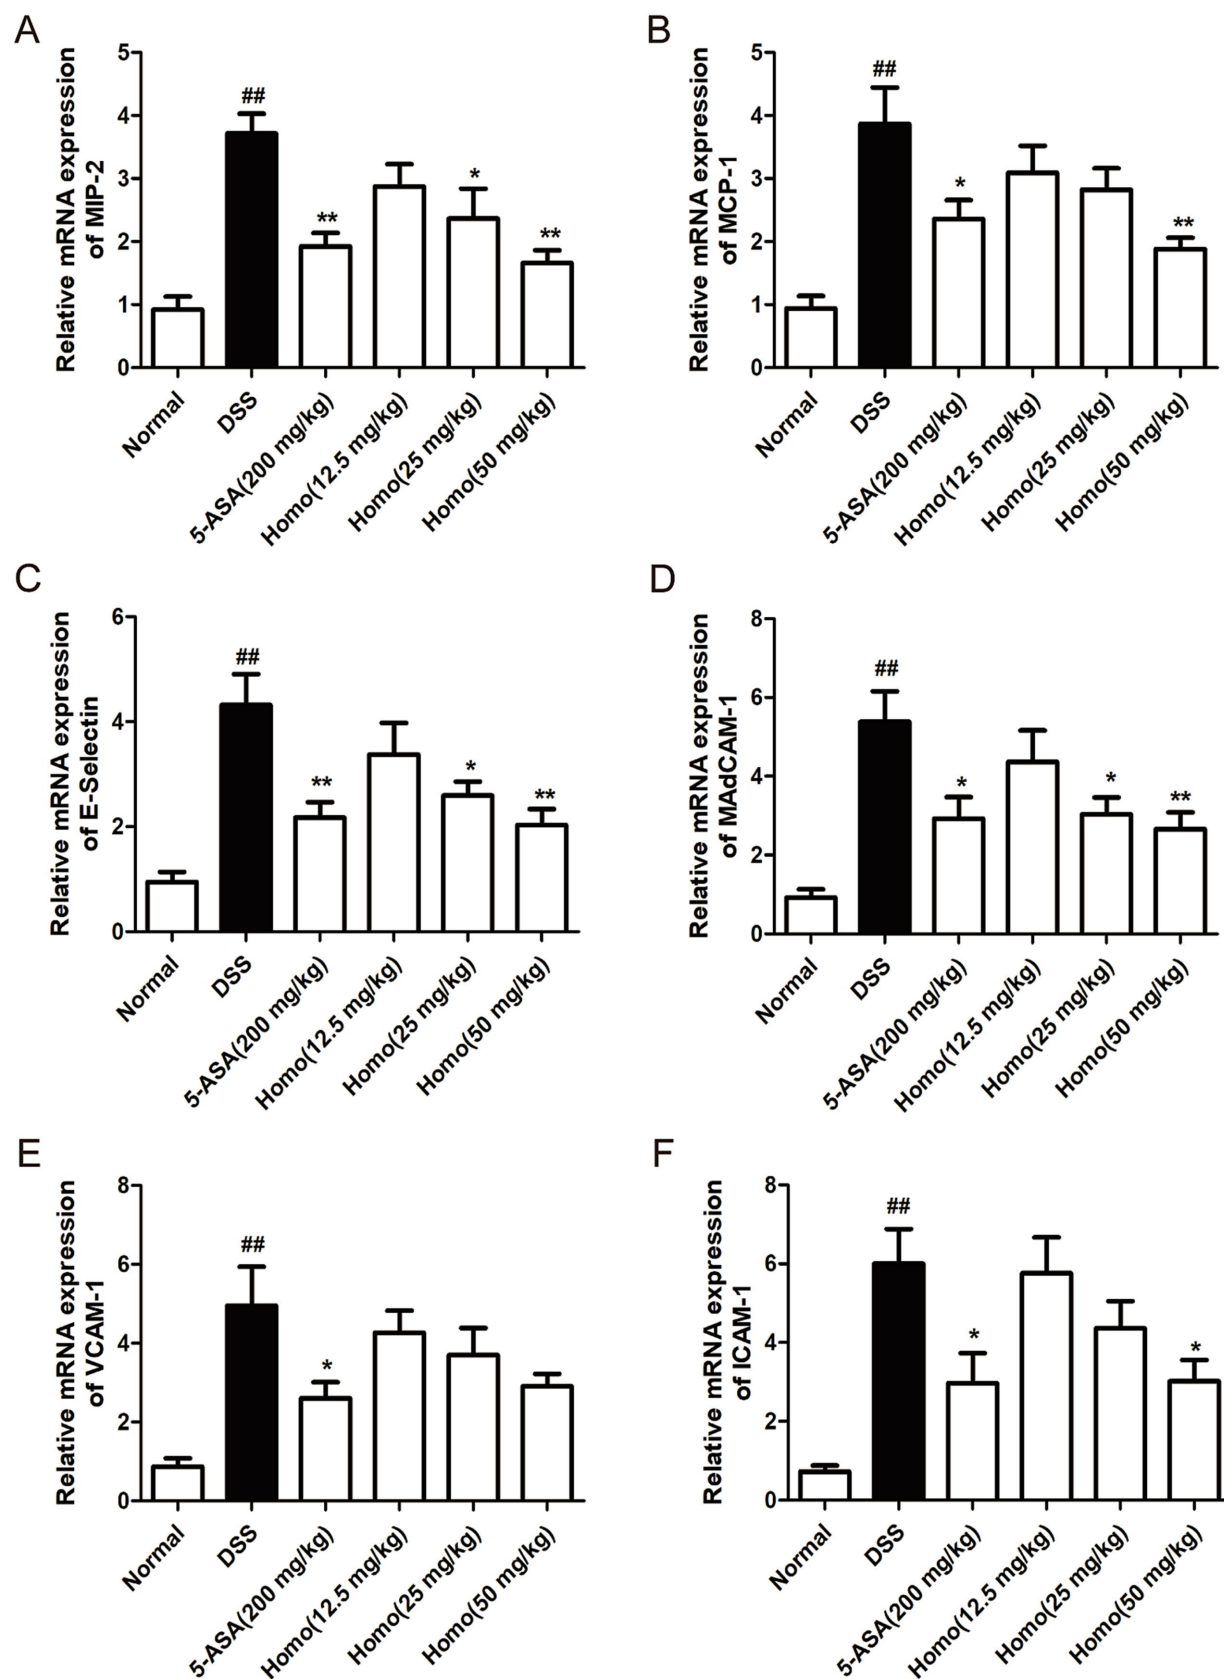 A
Relative mRNA expression
of MIP-2
5
4
3
2
1
0
##
**
*
**
Normal
DSS
5-ASA(200 mg/kg)
Homo(12.5 mg/kg)
Homo(25 mg/kg)
Homo(50 mg/kg)
B
Relative mRNA expression
of MCP-1
5
4
3
2
1
0
##
*
**
Normal
DSS
5-ASA(200 mg/kg)
Homo(12.5 mg/kg)
Homo(25 mg/kg)
Homo(50 mg/kg)
C
Relative mRNA expression
of E-Selectin
6
4
2
0
##
**
*
**
Normal
DSS
5-ASA(200 mg/kg)
Homo(12.5 mg/kg)
Homo(25 mg/kg)
Homo(50 mg/kg)
D
Relative mRNA expression
of MAdCAM-1
8
6
4
2
0
##
*
*
**
Normal
DSS
5-ASA(200 mg/kg)
Homo(12.5 mg/kg)
Homo(25 mg/kg)
Homo(50 mg/kg)
E
Relative mRNA expression
of VCAM-1
8
6
4
2
0
##
*
Normal
DSS
5-ASA(200 mg/kg)
Homo(12.5 mg/kg)
Homo(25 mg/kg)
Homo(50 mg/kg)
F
Relative mRNA expression
of ICAM-1
8
6
4
2
0
##
*
*
Normal
DSS
5-ASA(200 mg/kg)
Homo(12.5 mg/kg)
Homo(25 mg/kg)
Homo(50 mg/kg)